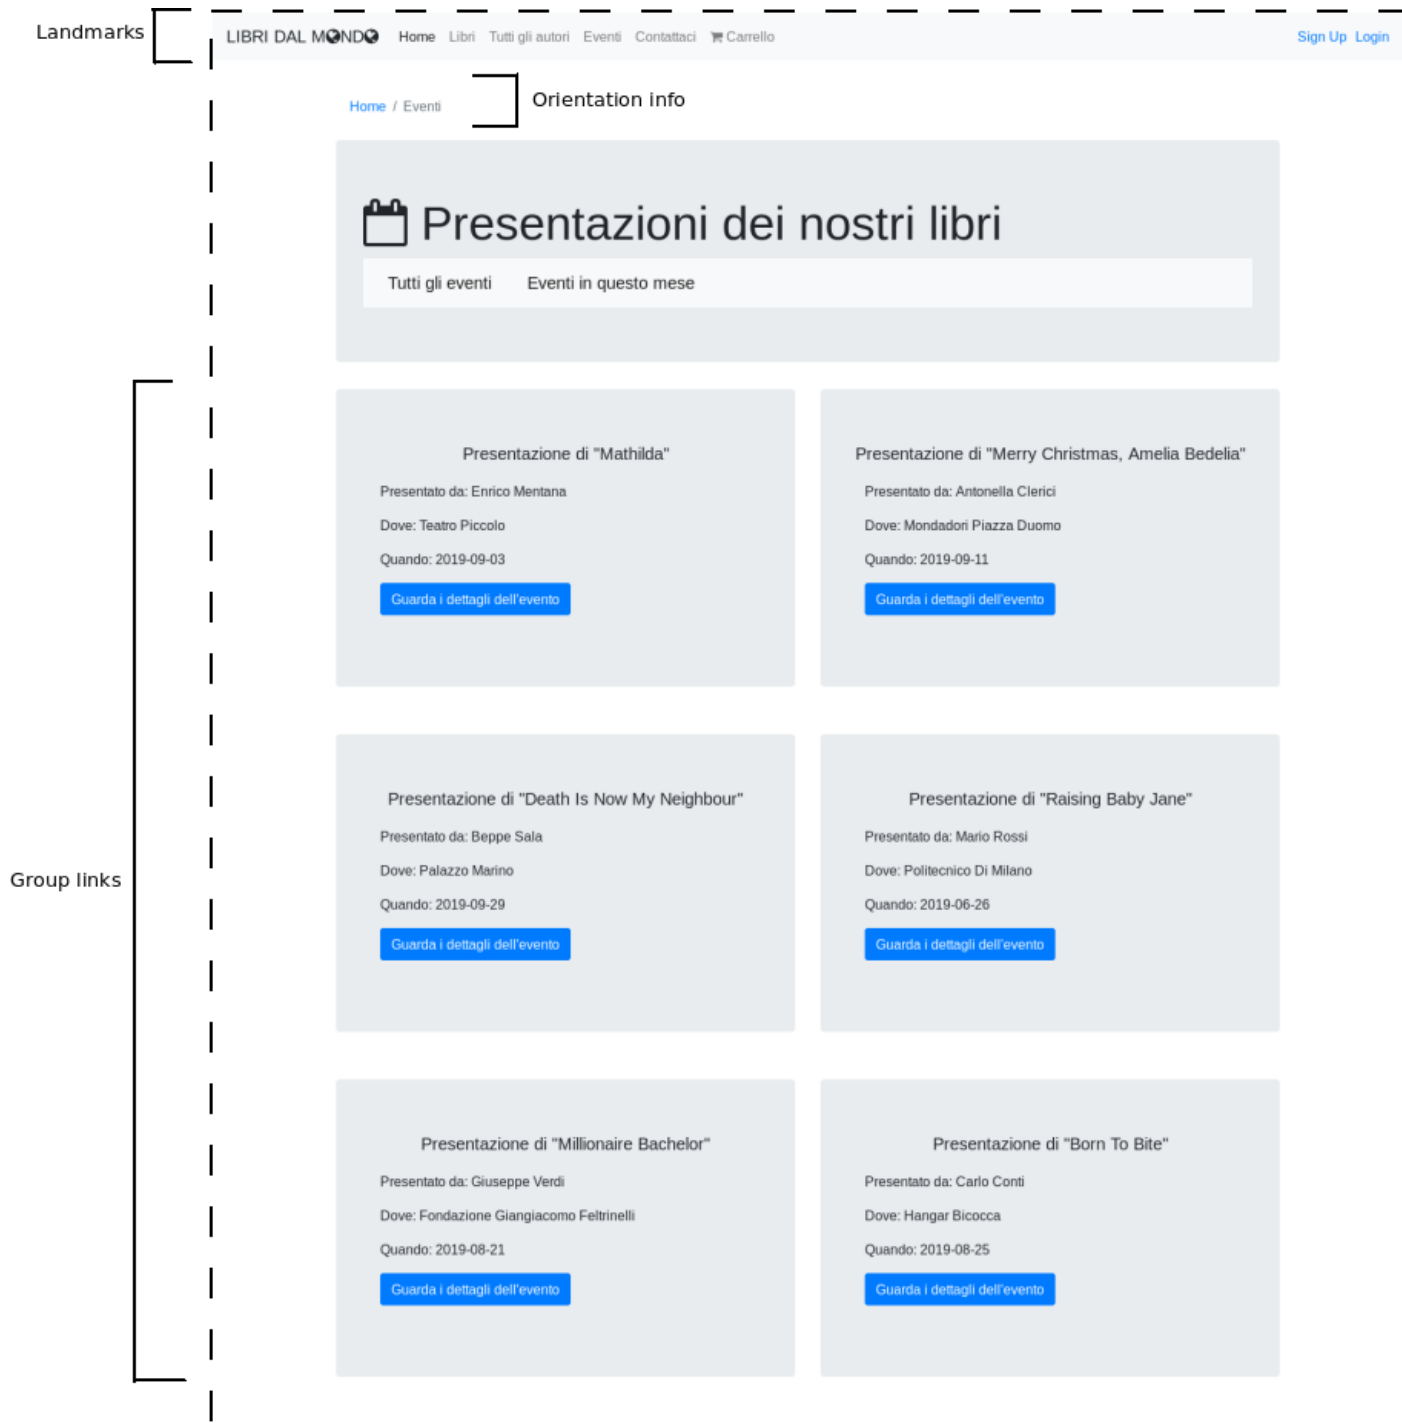 Landmarks
LIBRI DAL MONDO Home Libri Tutti gli autori Eventi Contattaci Carrello Sign Up Login
Home / Eventi
Orientation info
Presentazioni dei nostri libri
Tutti gli eventi Eventi in questo mese
Group links
Presentazione di "Mathilda"
Presentato da: Enrico Mentana
Dove: Teatro Piccolo
Quando: 2019-09-03
Guarda i dettagli dell'evento
Presentazione di "Merry Christmas, Amelia Bedelia"
Presentato da: Antonella Clerici
Dove: Mondadori Piazza Duomo
Quando: 2019-09-11
Guarda i dettagli dell'evento
Presentazione di "Death Is Now My Neighbour"
Presentato da: Beppe Sala
Dove: Palazzo Marino
Quando: 2019-09-29
Guarda i dettagli dell'evento
Presentazione di "Raising Baby Jane"
Presentato da: Mario Rossi
Dove: Politecnico Di Milano
Quando: 2019-06-26
Guarda i dettagli dell'evento
Presentazione di "Millionaire Bachelor"
Presentato da: Giuseppe Verdi
Dove: Fondazione Giangiacomo Feltrinelli
Quando: 2019-08-21
Guarda i dettagli dell'evento
Presentazione di "Born To Bite"
Presentato da: Carlo Conti
Dove: Hangar Bicocca
Quando: 2019-08-25
Guarda i dettagli dell'evento